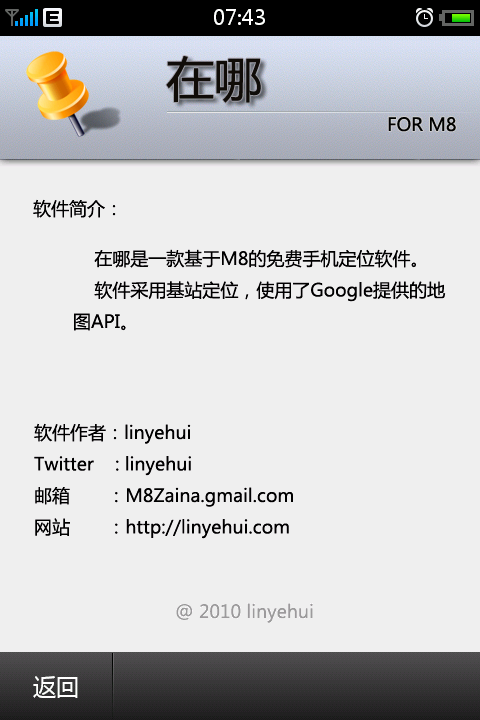 07:43
在哪
FOR M8
软件简介：
在哪是一款基于M8的免费手机定位软件。
软件采用基站定位，使用了Google提供的地
图API。
软件作者：linyehui
Twitter ：linyehui
邮箱 ：M8Zaina.gmail.com
网站 ：http://linyehui.com
@ 2010 linyehui
返回